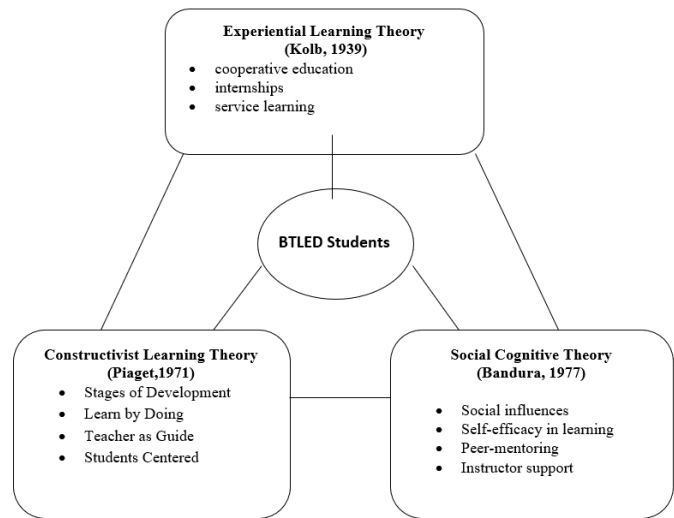 Experiential Learning Theory
(Kolb, 1939)
• cooperative education
• internships
• service learning
BTLED Students
Constructivist Learning Theory
(Piaget,1971)
• Stages of Development
• Learn by Doing
• Teacher as Guide
• Students Centered
Social Cognitive Theory
(Bandura, 1977)
• Social influences
• Self-efficacy in learning
• Peer-mentoring
• Instructor support